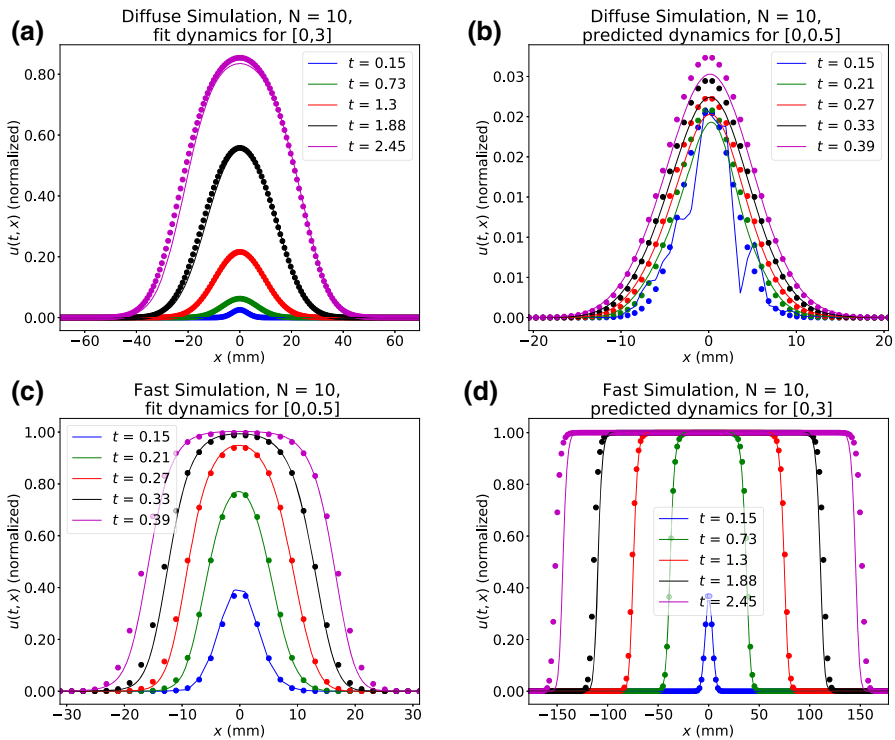 (a)
Diffuse Simulation, N = 10,
fit dynamics for [0,3]
u(t, x) (normalized)
0.80
0.60
0.40
0.20
0.00
t = 0.15
t = 0.73
t = 1.3
t = 1.88
t = 2.45
−60 −40 −20 0 20 40 60
x (mm)
(b)
Diffuse Simulation, N = 10,
predicted dynamics for [0,0.5]
u(t, x) (normalized)
0.03
0.02
0.02
0.01
0.01
0.00
t = 0.15
t = 0.21
t = 0.27
t = 0.33
t = 0.39
−20 −10 0 10 20
x (mm)
(c)
Fast Simulation, N = 10,
fit dynamics for [0,0.5]
u(t, x) (normalized)
1.00
0.80
0.60
0.40
0.20
0.00
t = 0.15
t = 0.21
t = 0.27
t = 0.33
t = 0.39
−30 −20 −10 0 10 20 30
x (mm)
(d)
Fast Simulation, N = 10,
predicted dynamics for [0,3]
u(t, x) (normalized)
1.00
0.80
0.60
0.40
0.20
0.00
t = 0.15
t = 0.73
t = 1.3
t = 1.88
t = 2.45
−150 −100 −50 0 50 100 150
x (mm)